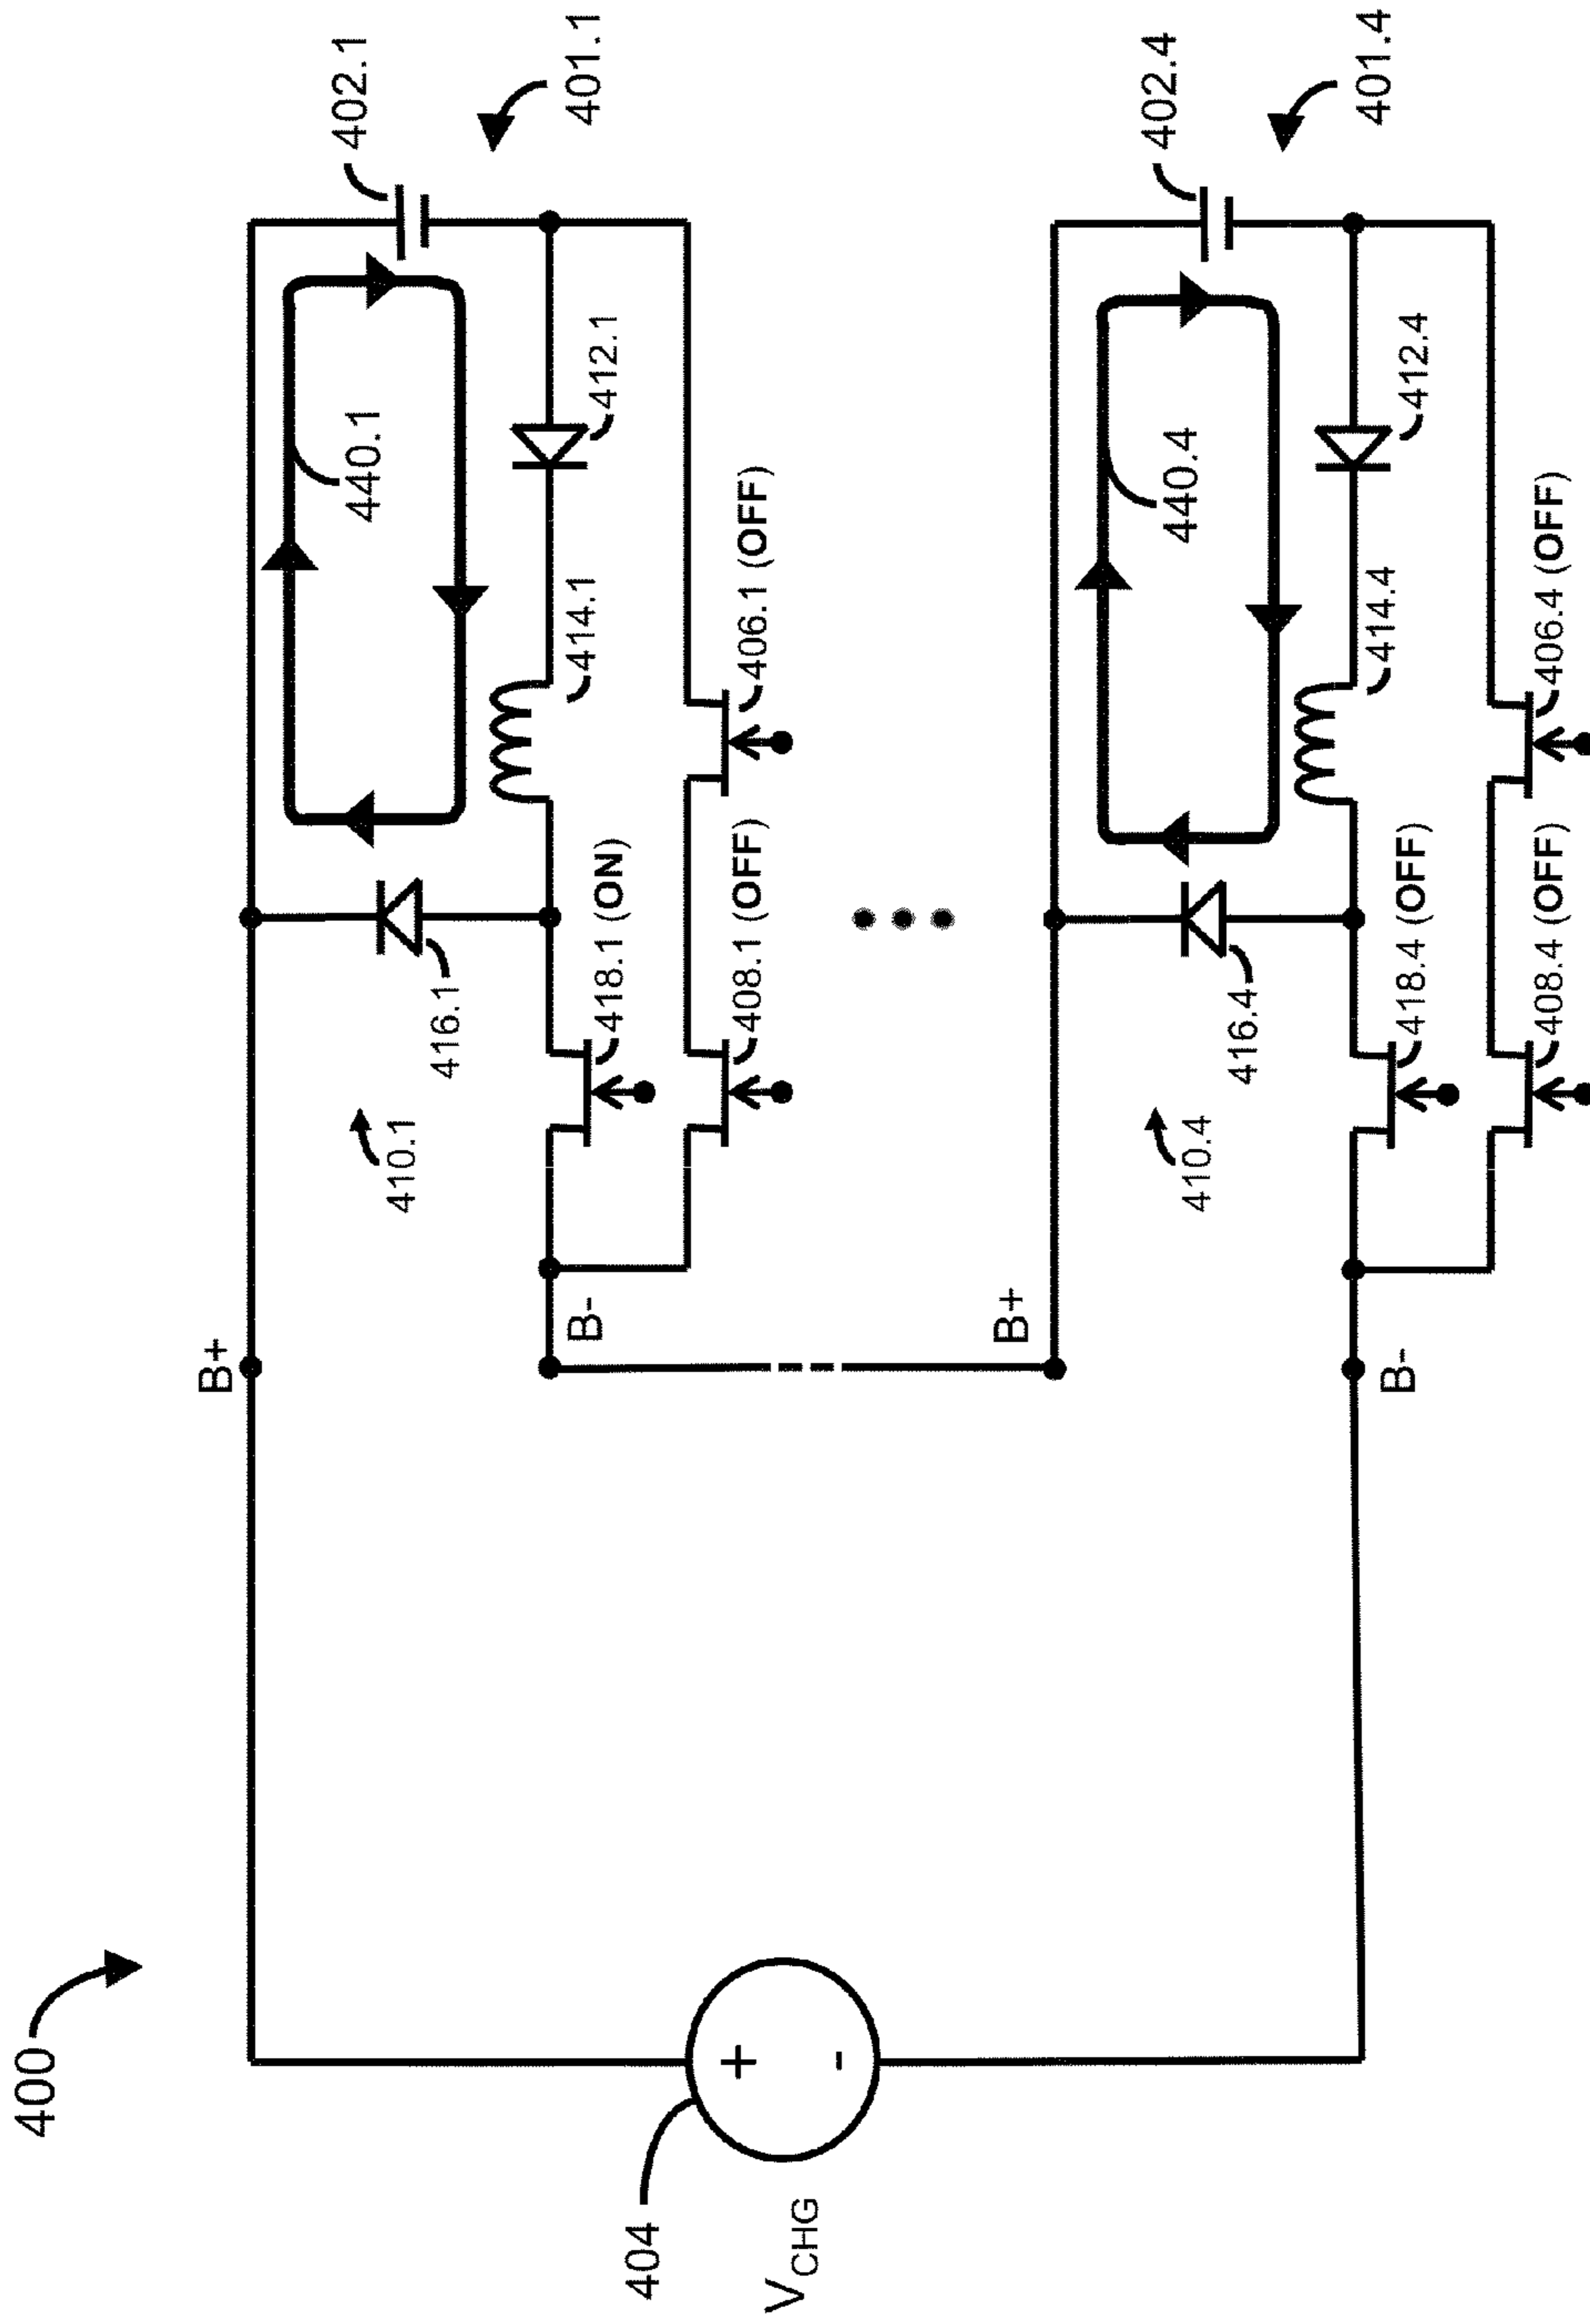 400
404
V_CHG
+
-
B+
B-
B+
B-
410.1
416.1
418.1 (ON)
408.1 (OFF)
406.1 (OFF)
414.1
412.1
440.1
402.1
401.1
410.4
416.4
418.4 (OFF)
408.4 (OFF)
406.4 (OFF)
414.4
412.4
440.4
402.4
401.4